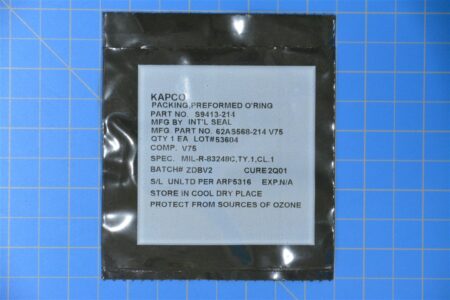 KAPCO
PACKING,PREFORMED O'RING
PART NO. S9413-214
MFG BY INT'L SEAL
MFG. PART NO. 62AS568-214 V75
QTY 1 EA LOT#53604
COMP. V75
SPEC. MIL-R-83248C,TY.1,CL.1
BATCH# ZDBV2 CURE2Q01
S/L UNLTD PER ARP5316 EXP.N/A
STORE IN COOL DRY PLACE
PROTECT FROM SOURCES OF OZONE